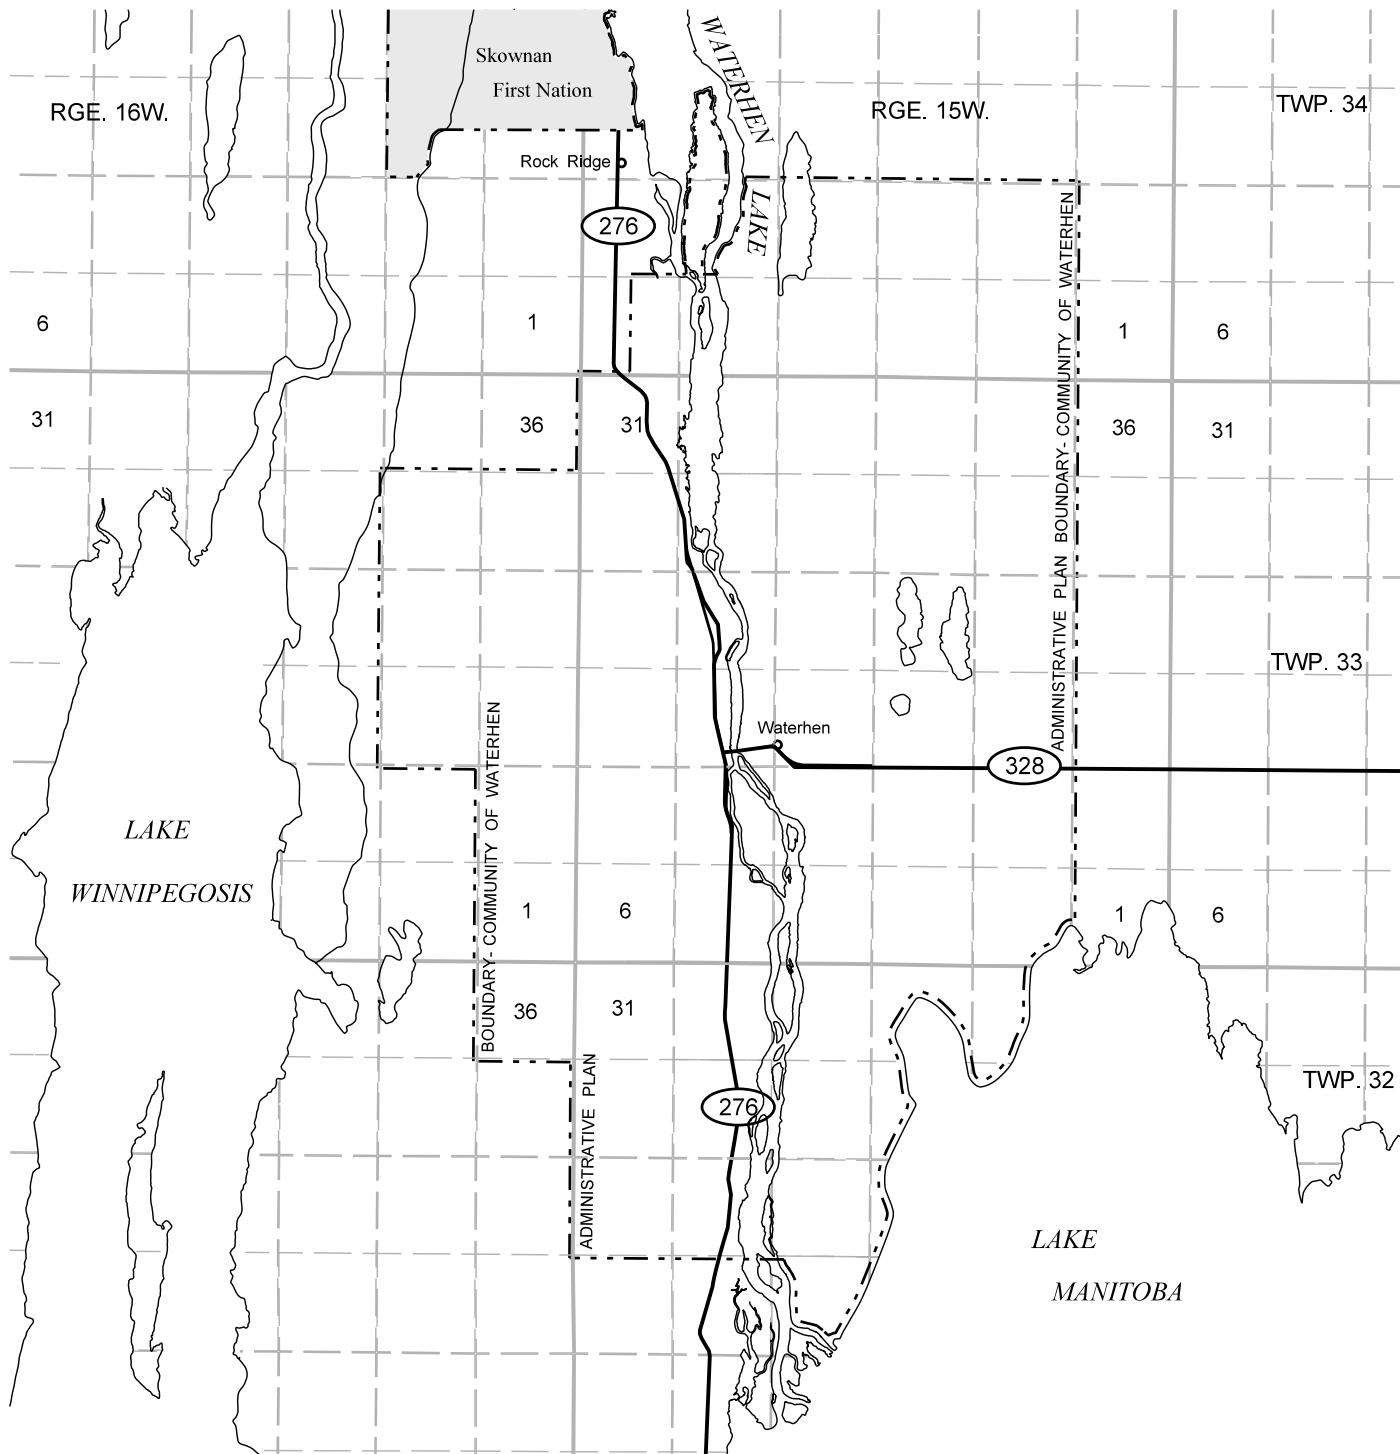 WATERHEN
LAKE
Skownan
First Nation
RGE. 16W.
RGE. 15W.
TWP. 34
Rock Ridge
276
6
1
1
6
31
36
31
36
31
ADMINISTRATIVE PLAN BOUNDARY- COMMUNITY OF WATERHEN
TWP. 33
Waterhen
328
BOUNDARY- COMMUNITY OF WATERHEN
LAKE
WINNIPEGOSIS
1
6
1
6
36
31
ADMINISTRATIVE PLAN
276
TWP. 32
LAKE
MANITOBA